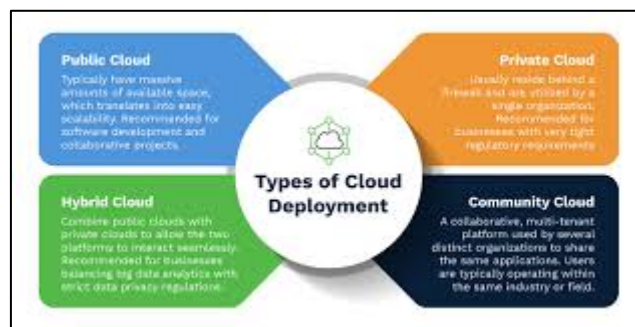 Public Cloud
Typically have massive
amounts of available space,
which translates into easy
scalability. Recommended for
software development and
collaborative projects.
Private Cloud
Usually reside behind a
firewall and are utilized by a
single organization.
Recommended for
businesses with very tight
regulatory requirements
Types of Cloud
Deployment
Hybrid Cloud
Combine public clouds with
private clouds to allow the two
platforms to interact seamlessly.
Recommended for businesses
balancing big data analytics with
strict data privacy regulations.
Community Cloud
A collaborative, multi-tenant
platform used by several
distinct organizations to share
the same applications. Users
are typically operating within
the same industry or field.